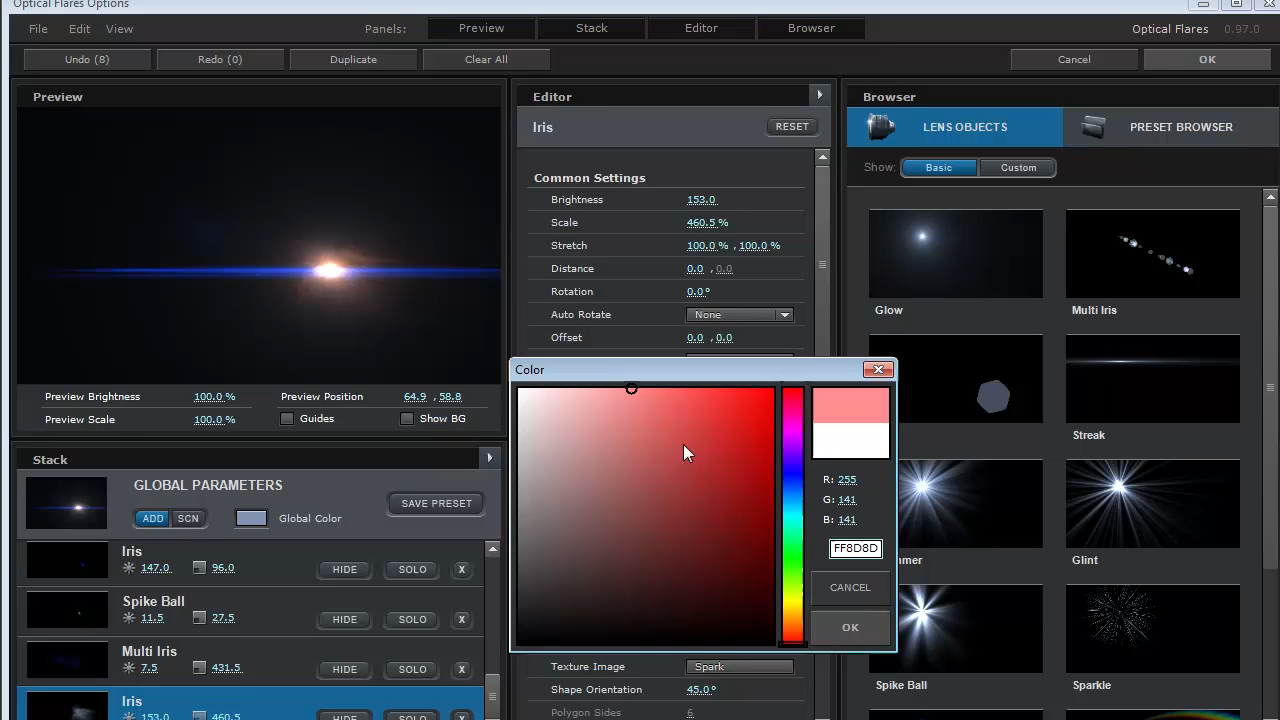 Optical Flares Options
File Edit View Panels: Preview Stack Editor Browser Optical Flares 0.97.0
Undo (8) Redo (0) Duplicate Clear All Cancel OK
Preview
Preview Brightness 100.0 % Preview Position 64.9 , 58.8
Preview Scale 100.0 % Guides Show BG
Stack
GLOBAL PARAMETERS
ADD SCN Global Color SAVE PRESET
Iris
147.0 96.0 HIDE SOLO X
Spike Ball
11.5 27.5 HIDE SOLO X
Multi Iris
7.5 431.5 HIDE SOLO X
Iris
153.0 460.5 HIDE SOLO X
Editor
Iris RESET
Common Settings
Brightness 153.0
Scale 460.5 %
Stretch 100.0 % , 100.0 %
Distance 0.0 , 0.0
Rotation 0.0°
Auto Rotate None
Offset 0.0 , 0.0
Color
R: 255
G: 141
B: 141
FF8D8D
CANCEL
OK
Texture Image Spark
Shape Orientation 45.0°
Polygon Sides 6
Browser
LENS OBJECTS PRESET BROWSER
Show: Basic Custom
Glow Multi Iris
Streak
Glint
Spike Ball Sparkle